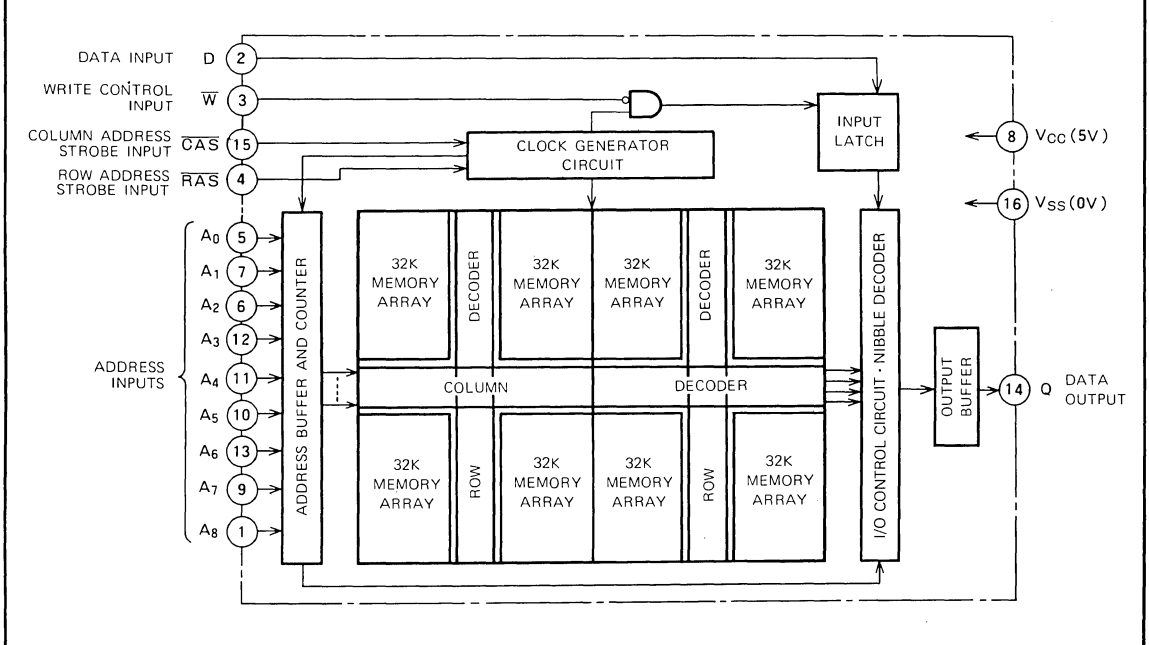 DATA INPUT D 2
WRITE CONTROL
INPUT W̅ 3
COLUMN ADDRESS
STROBE INPUT C̅A̅S̅ 15
ROW ADDRESS
STROBE INPUT R̅A̅S̅ 4
CLOCK GENERATOR
CIRCUIT
INPUT
LATCH
8 VCC (5V)
16 VSS (0V)
ADDRESS
INPUTS
A0 5
A1 7
A2 6
A3 12
A4 11
A5 10
A6 13
A7 9
A8 1
ADDRESS BUFFER AND COUNTER
32K
MEMORY
ARRAY
DECODER
32K
MEMORY
ARRAY
32K
MEMORY
ARRAY
DECODER
32K
MEMORY
ARRAY
COLUMN DECODER
32K
MEMORY
ARRAY
ROW
32K
MEMORY
ARRAY
32K
MEMORY
ARRAY
ROW
32K
MEMORY
ARRAY
I/O CONTROL CIRCUIT · NIBBLE DECODER
OUTPUT
BUFFER
14 Q DATA
OUTPUT